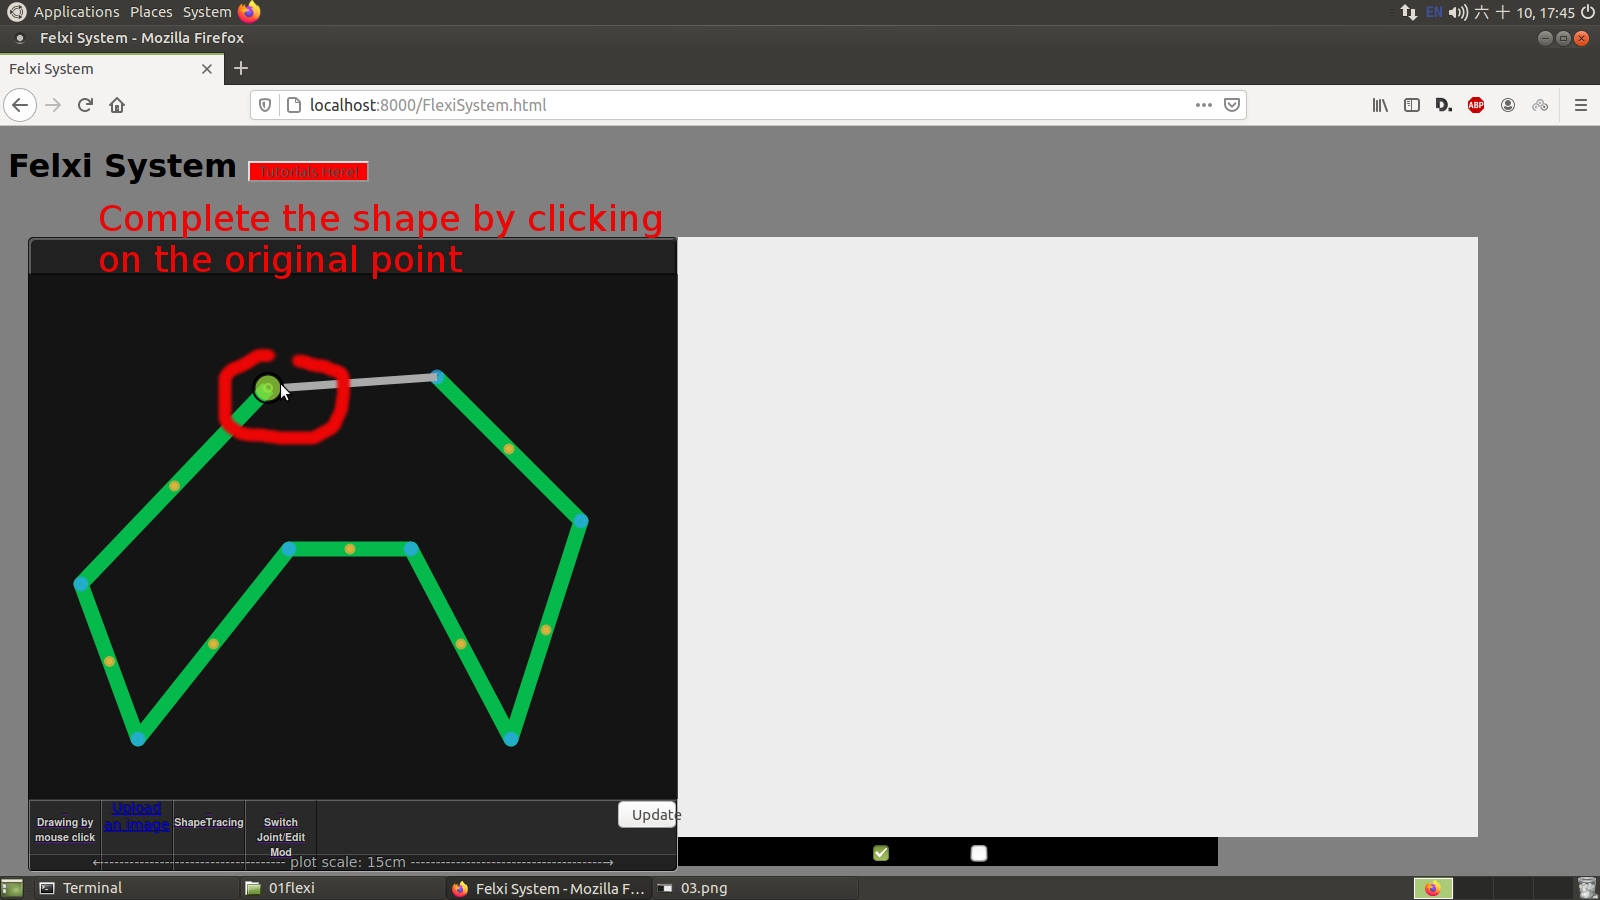 Applications Places System
EN 六 十 10, 17:45
Felxi System - Mozilla Firefox
Felxi System
localhost:8000/FlexiSystem.html
D.
ABP
Felxi System
Tutorials Here!
Complete the shape by clicking
on the original point
Drawing by
mouse click
Upload
an image
ShapeTracing
Switch
Joint/Edit
Mod
Update
←------------------------------------ plot scale: 15cm -------------------------------------→
Terminal
01flexi
Felxi System - Mozilla F...
03.png